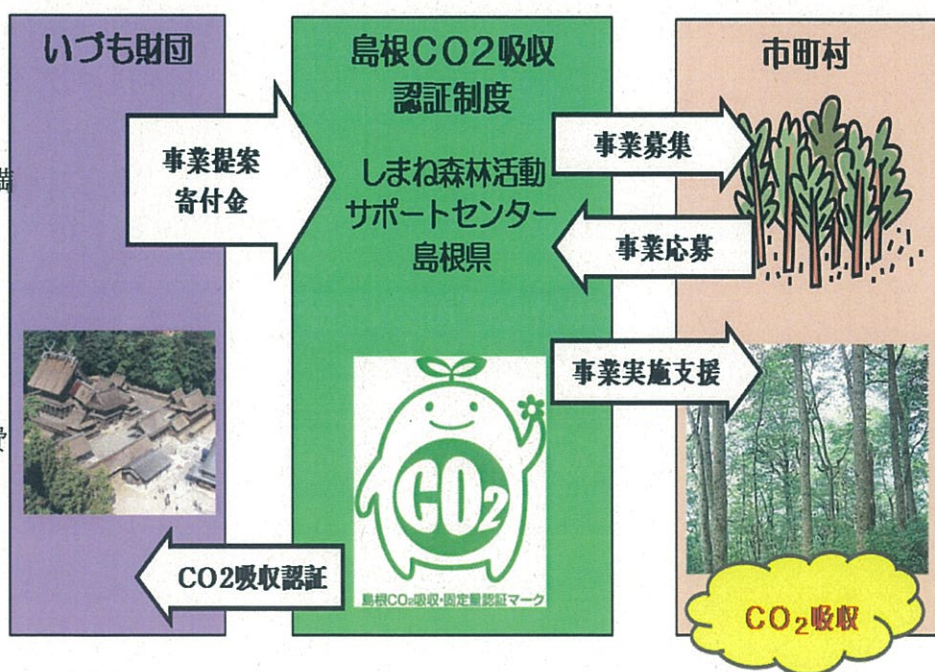 いづも財団
島根CO2吸収
認証制度
しまね森林活動
サポートセンター
島根県
市町村
事業提案
寄付金
事業募集
事業応募
事業実施支援
CO2
島根CO₂吸収・固定量認証マーク
CO2吸収認証
CO₂吸収